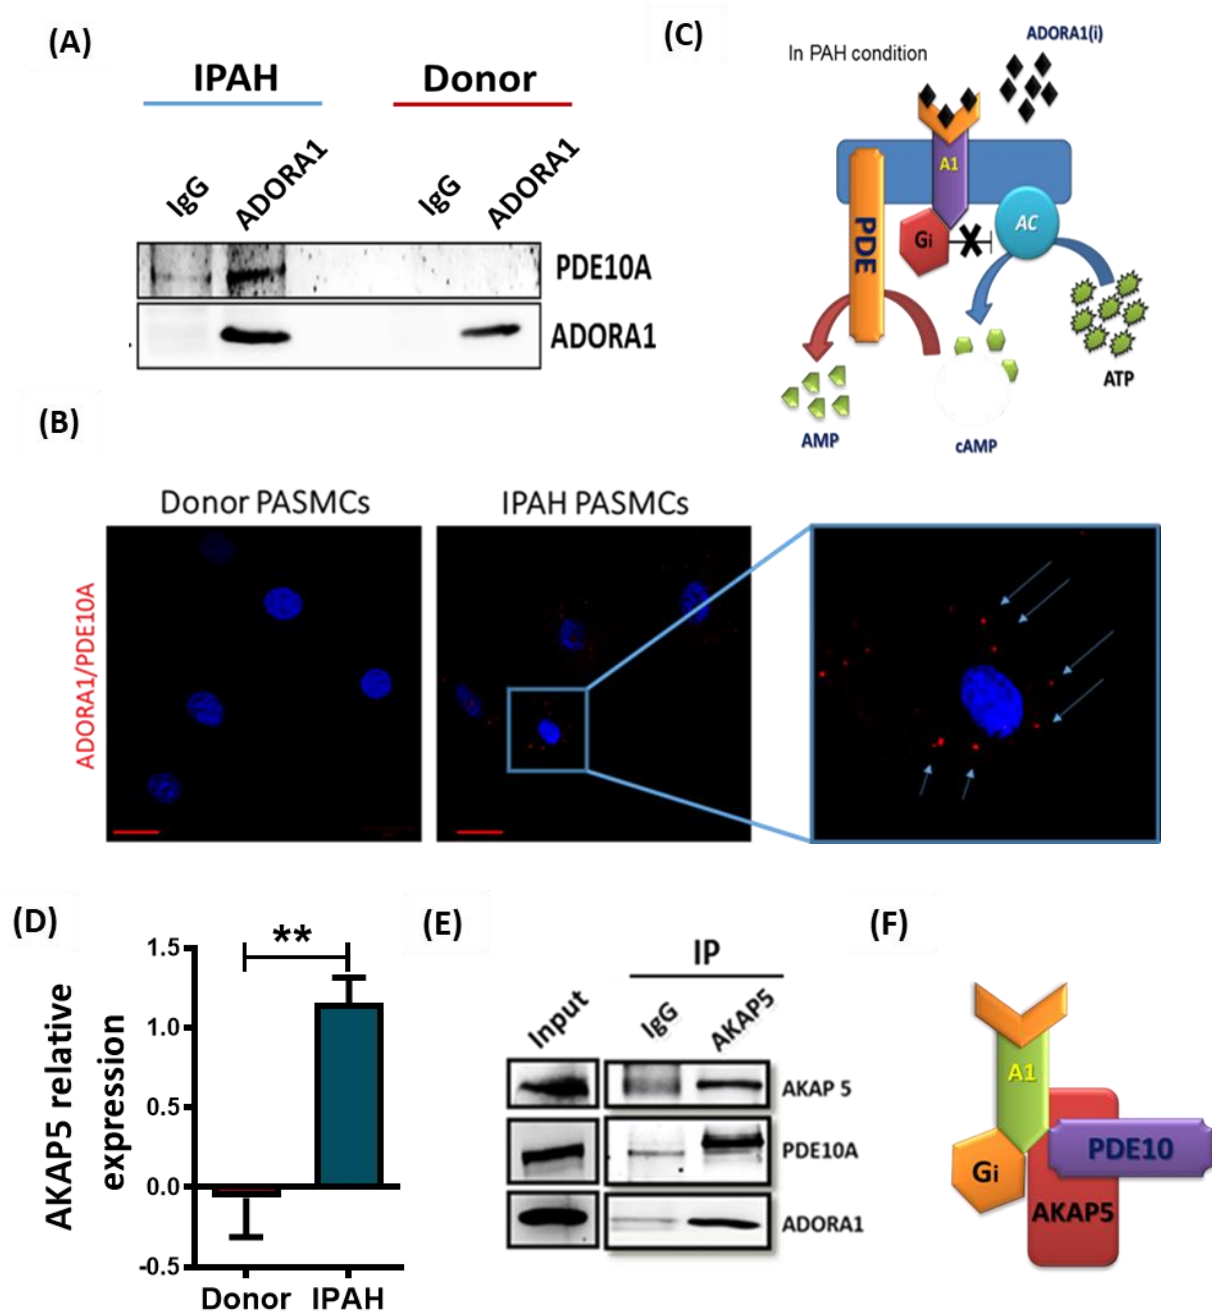 (A)
IPAH
Donor
IgG
ADORA1
IgG
ADORA1
PDE10A
ADORA1
(C)
ADORA1(i)
In PAH condition
A1
PDE
Gi
AC
ATP
AMP
cAMP
(B)
Donor PASMCs
IPAH PASMCs
ADORA1/PDE10A
(D)
AKAP5 relative
expression
**
1.5
1.0
0.5
0.0
-0.5
Donor
IPAH
(E)
IP
Input
IgG
AKAP5
AKAP 5
PDE10A
ADORA1
(F)
A1
Gi
PDE10
AKAP5